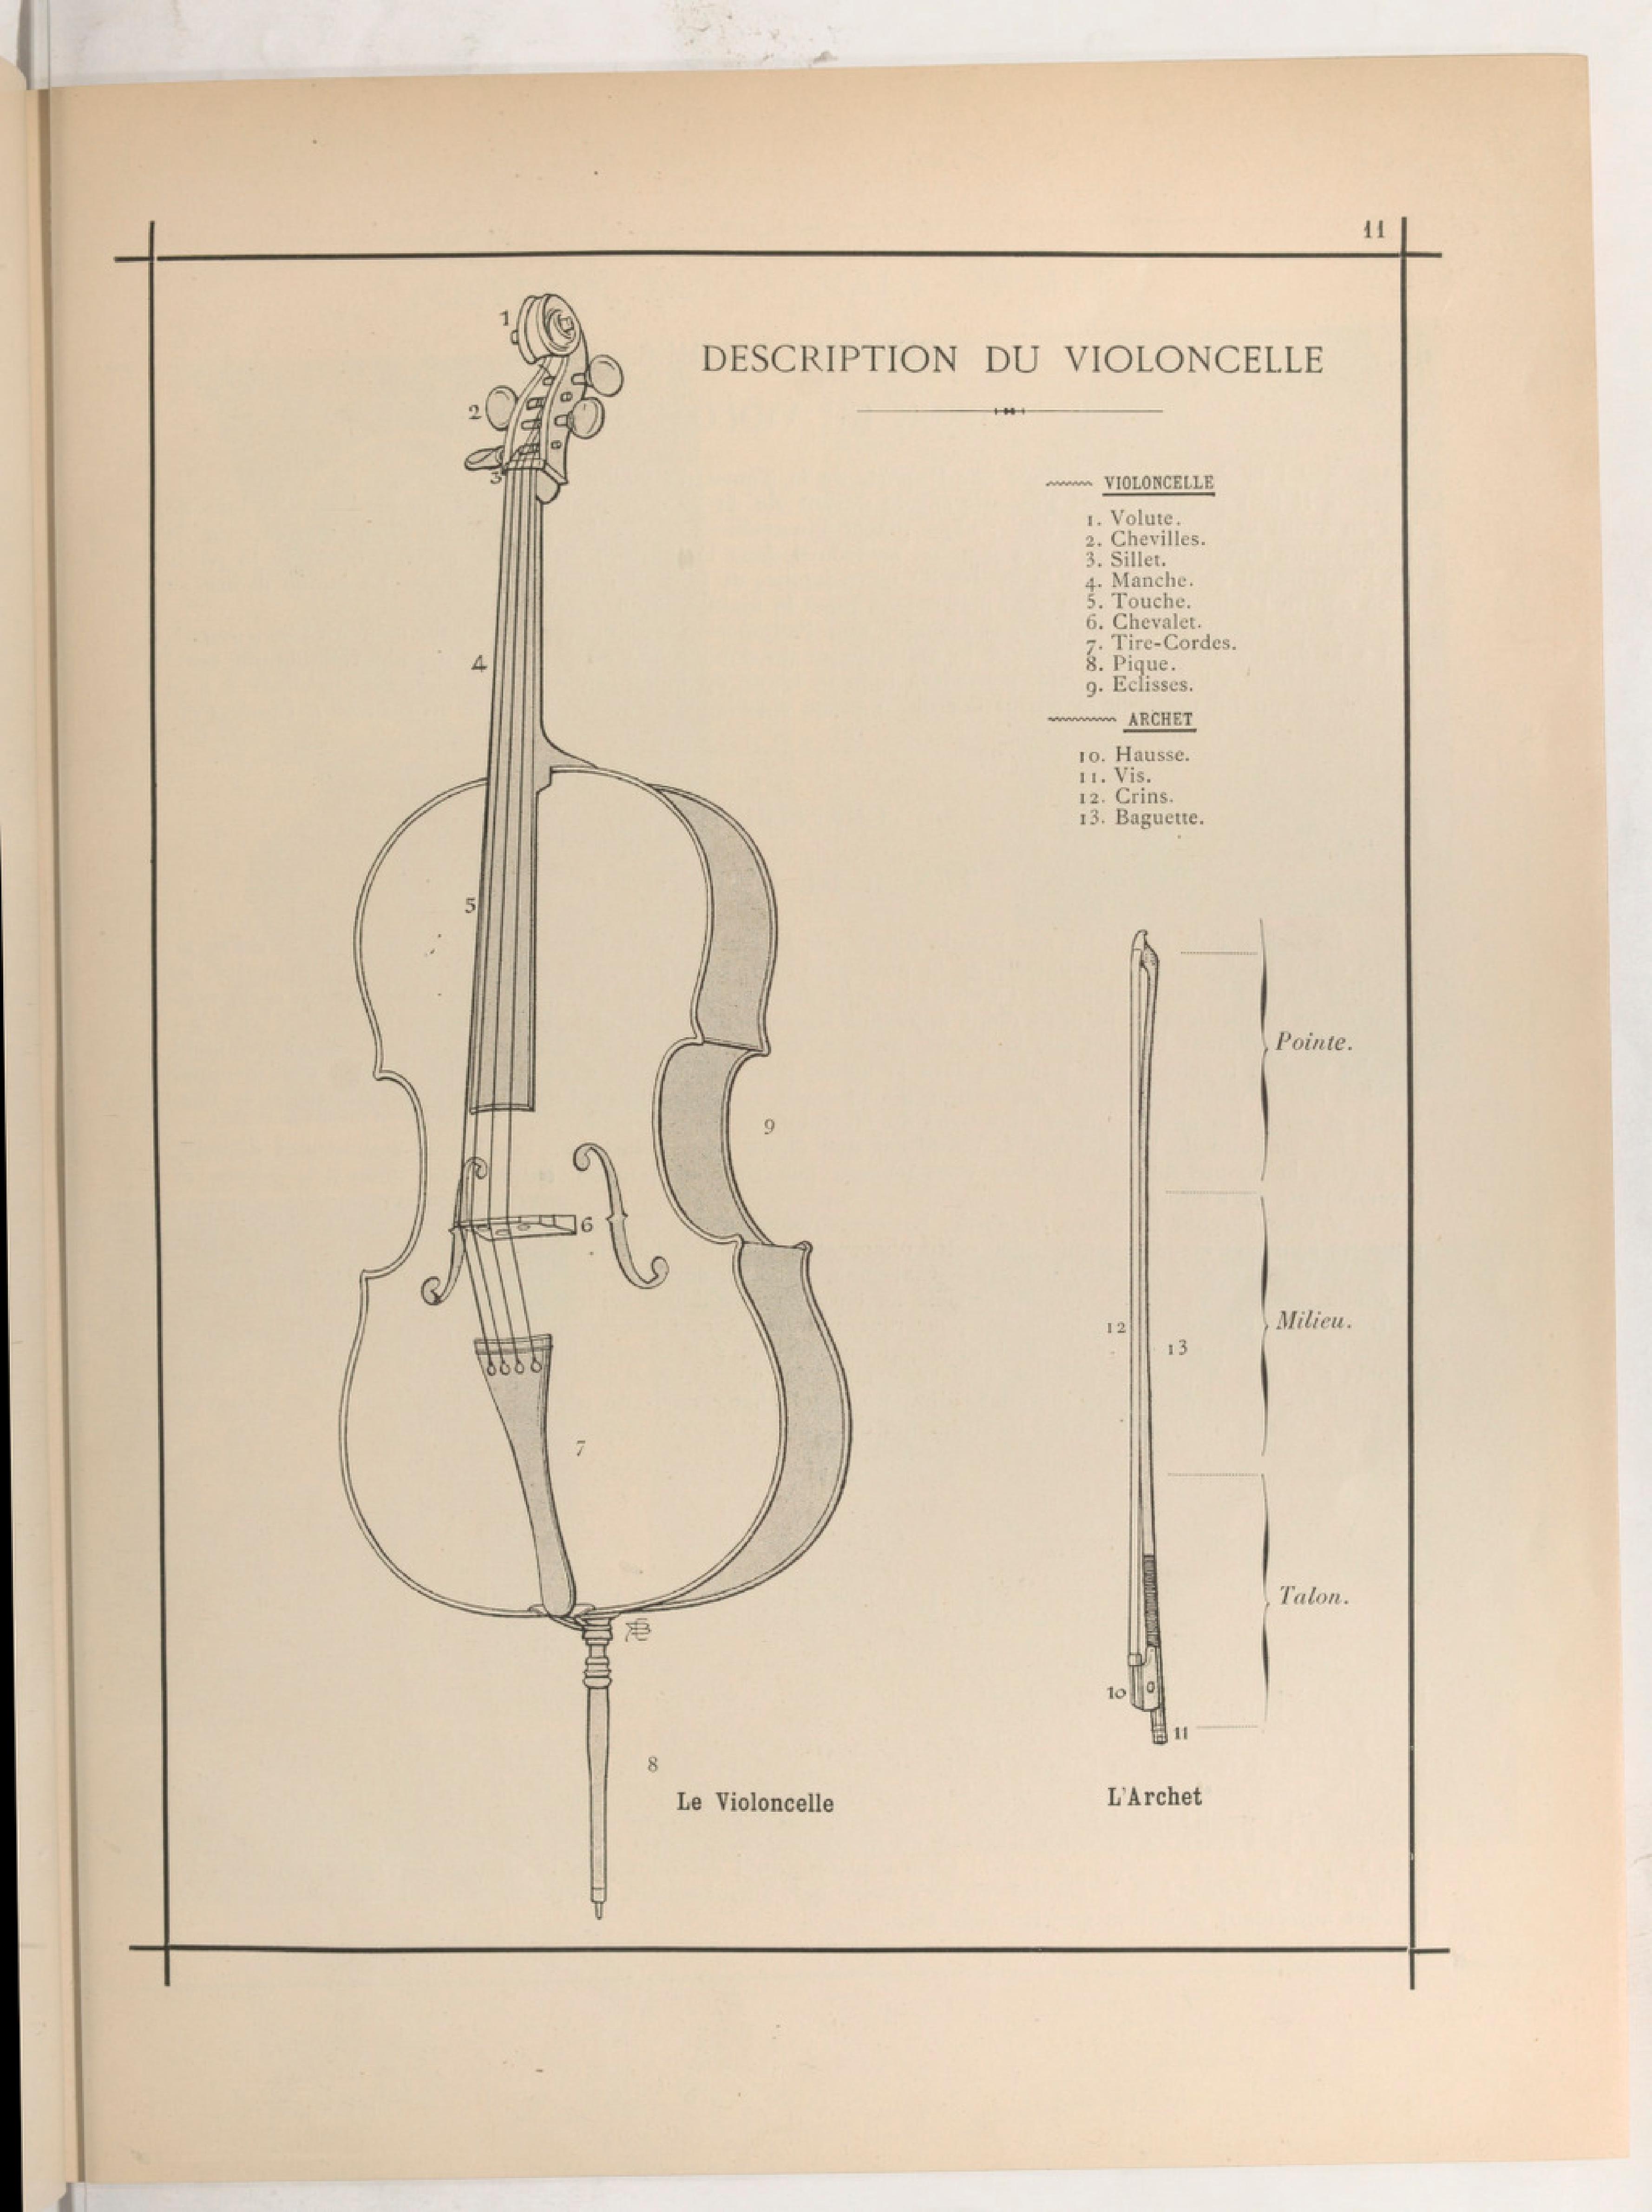 11
DESCRIPTION DU VIOLONCELLE
VIOLONCELLE
1. Volute.
2. Chevilles.
3. Sillet.
4. Manche.
5. Touche.
6. Chevalet.
7. Tire-Cordes.
8. Pique.
9. Eclisses.
ARCHET
10. Hausse.
11. Vis.
12. Crins.
13. Baguette.
1
2
3
4
5
6
7
8
9
Le Violoncelle
Pointe.
Milieu.
Talon.
12
13
10
11
L'Archet